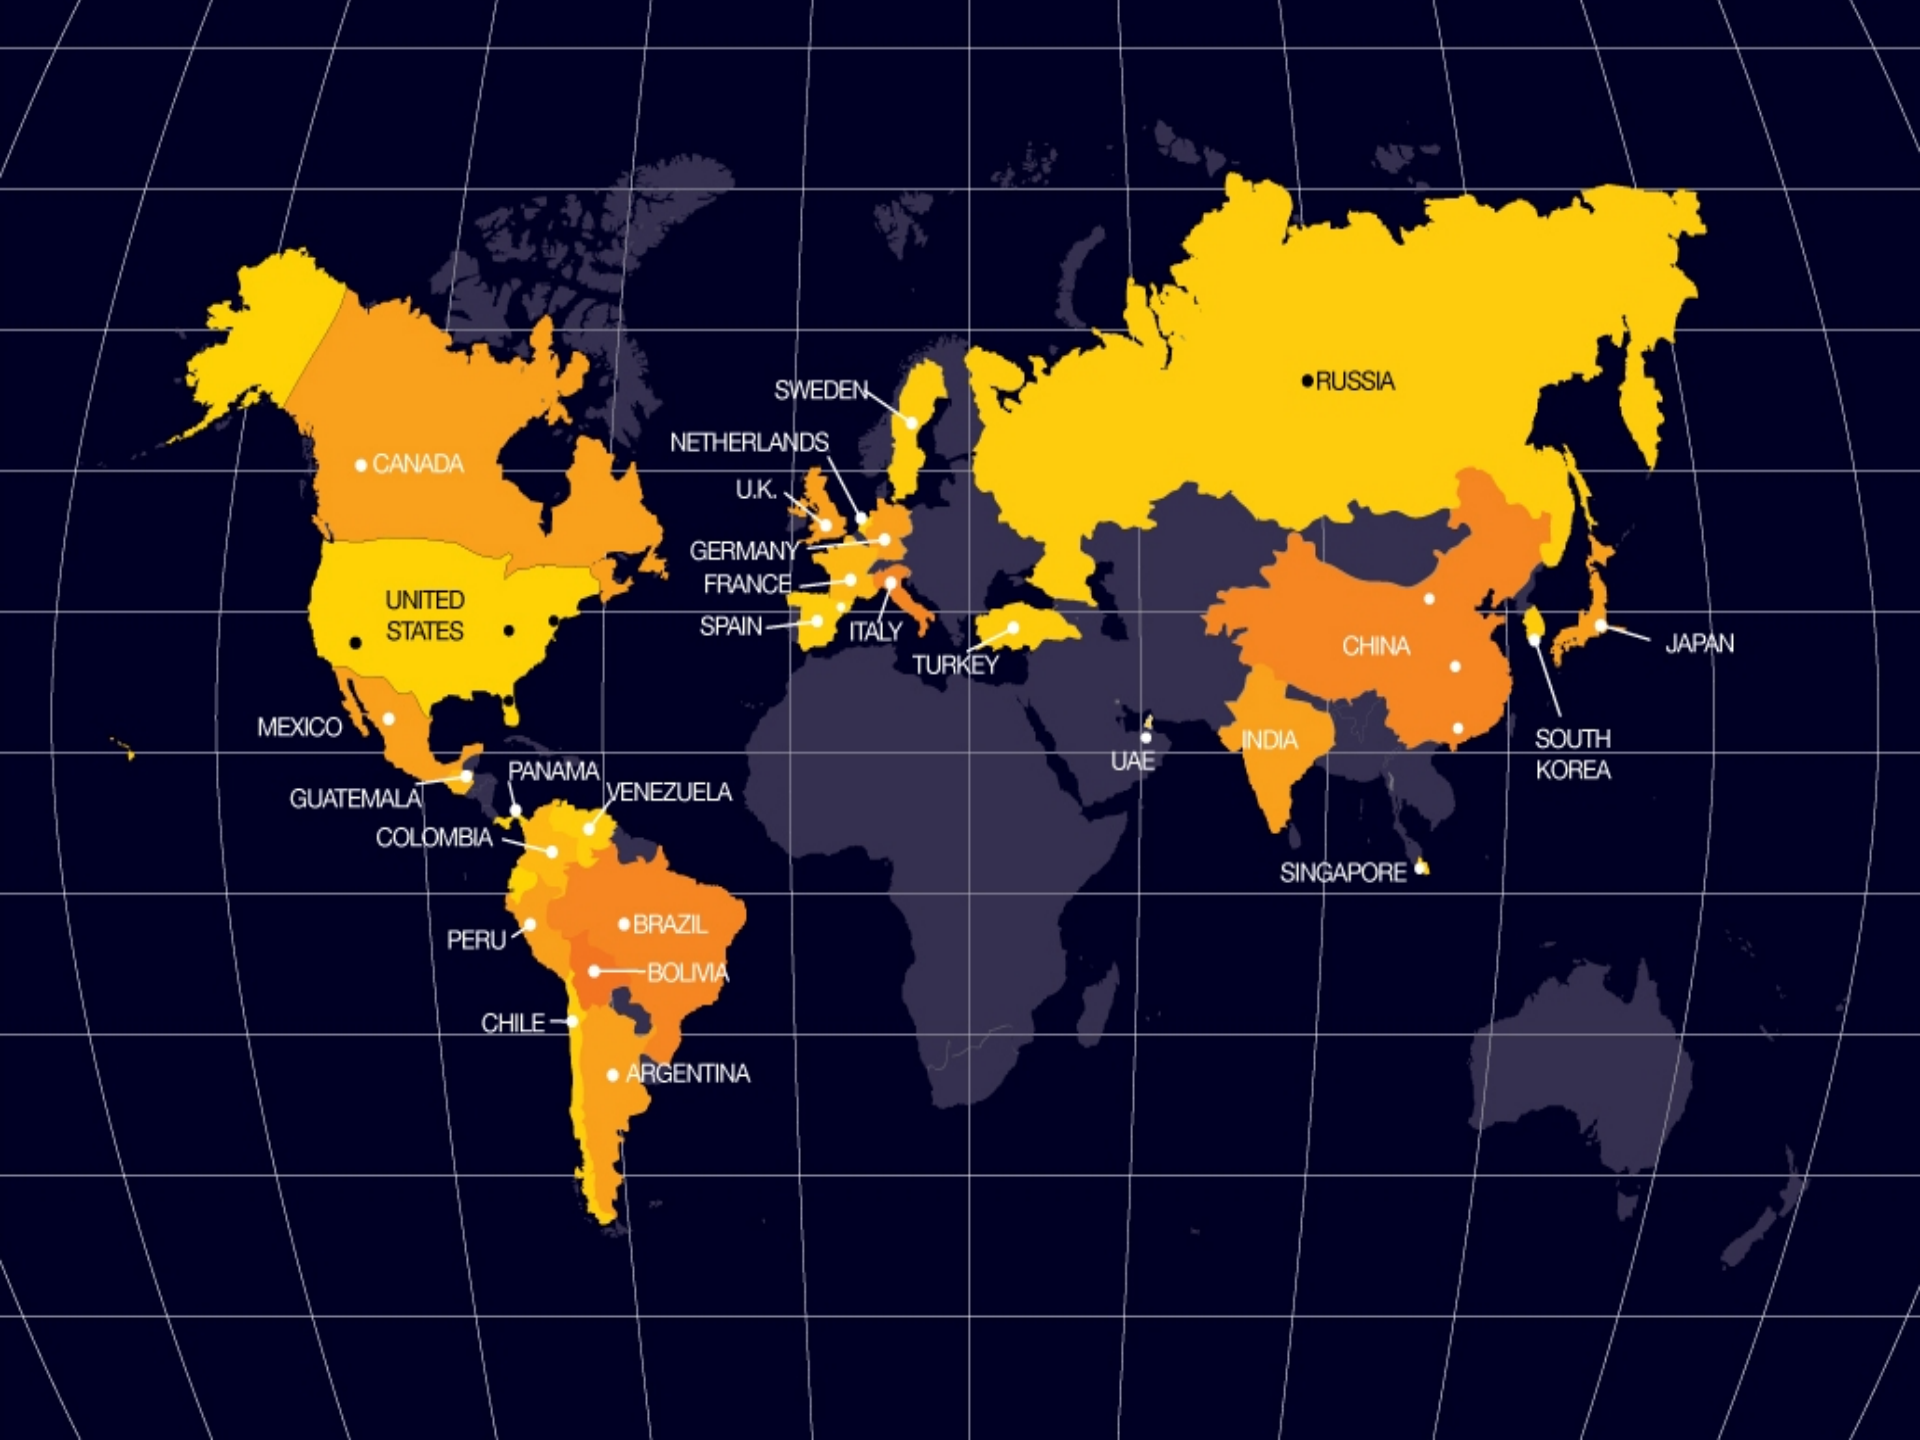 SWEDEN
RUSSIA
NETHERLANDS
CANADA
U.K.
GERMANY
FRANCE
UNITED
STATES
SPAIN
ITALY
TURKEY
CHINA
JAPAN
MEXICO
INDIA
SOUTH
KOREA
UAE
PANAMA
GUATEMALA
VENEZUELA
COLOMBIA
SINGAPORE
PERU
BRAZIL
BOLIVIA
CHILE
ARGENTINA